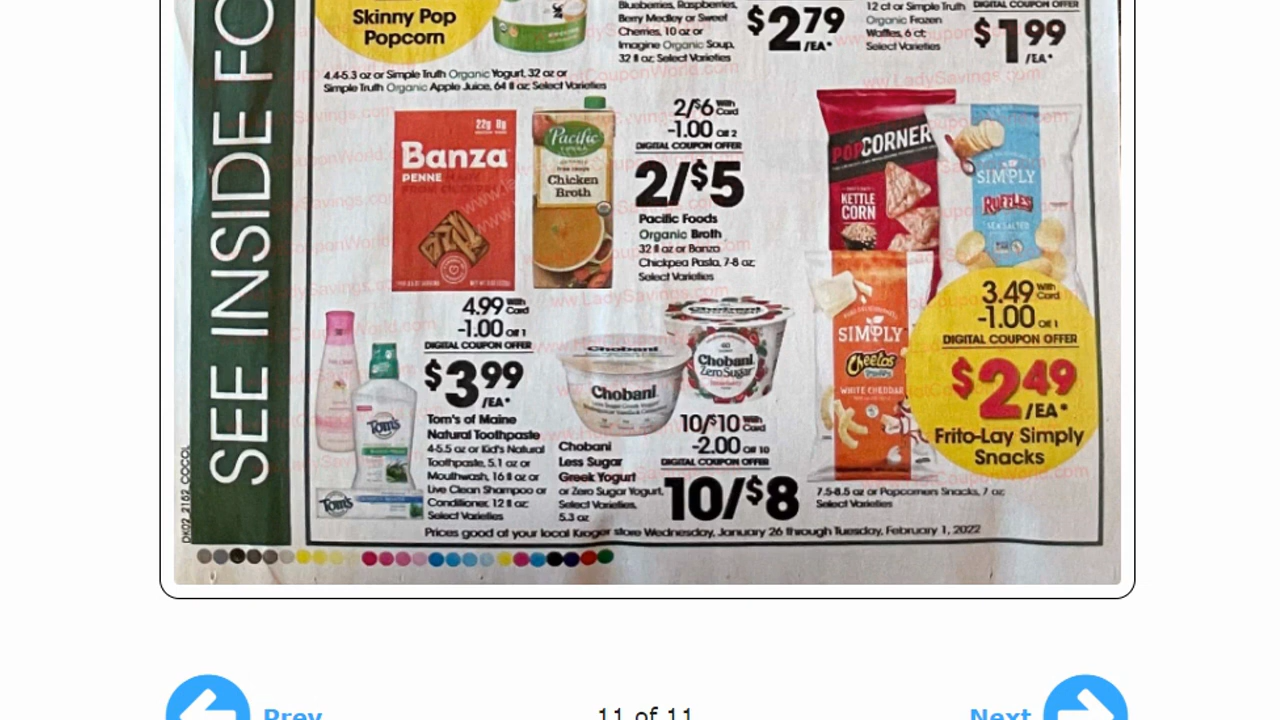 SEE INSIDE FO
Skinny Pop
Popcorn
4.4-5.3 oz or Simple Truth Organic Yogurt, 32 oz or
Simple Truth Organic Apple Juice, 64 fl oz; Select Varieties
Blueberries, Raspberries,
Berry Medley or Sweet
Cherries, 10 oz or
Imagine Organic Soup,
32 fl oz; Select Varieties
$2.79
/EA*
12 ct or Simple Truth
Organic Frozen
Waffles, 6 ct;
Select Varieties
DIGITAL COUPON OFFER
$1.99
/EA*
22g 8g
Banza
PENNE
Pacific
FOODS
Chicken
Broth
2/$6 With Card
-1.00 Off 2
DIGITAL COUPON OFFER
2/$5
Pacific Foods
Organic Broth
32 fl oz or Banza
Chickpea Pasta, 7-8 oz;
Select Varieties
POPCORNER
KETTLE
CORN
SIMPLY
RUFFLES
SEA SALTED
SIMPLY
Cheetos
WHITE CHEDDAR
3.49 With Card
-1.00 Off 1
DIGITAL COUPON OFFER
$2.49
/EA*
Frito-Lay Simply
Snacks
7.5-8.5 oz or Popcorners Snacks, 7 oz;
Select Varieties
4.99 With Card
-1.00 Off 1
DIGITAL COUPON OFFER
$3.99
/EA*
Tom's of Maine
Natural Toothpaste
4-5.5 oz or Kid's Natural
Toothpaste, 5.1 oz or
Mouthwash, 16 fl oz or
Live Clean Shampoo or
Conditioner, 12 fl oz;
Select Varieties
Tom's
Tom's
Chobani
Chobani
Chobani
Zero Sugar
Chobani
Chobani
Less Sugar
Greek Yogurt
or Zero Sugar Yogurt,
Select Varieties,
5.3 oz
10/$10 With Card
-2.00 Off 10
DIGITAL COUPON OFFER
10/$8
Prices good at your local Kroger store Wednesday, January 26 through Tuesday, February 1, 2022
www.LadySavings.com
Prev
11 of 11
Next